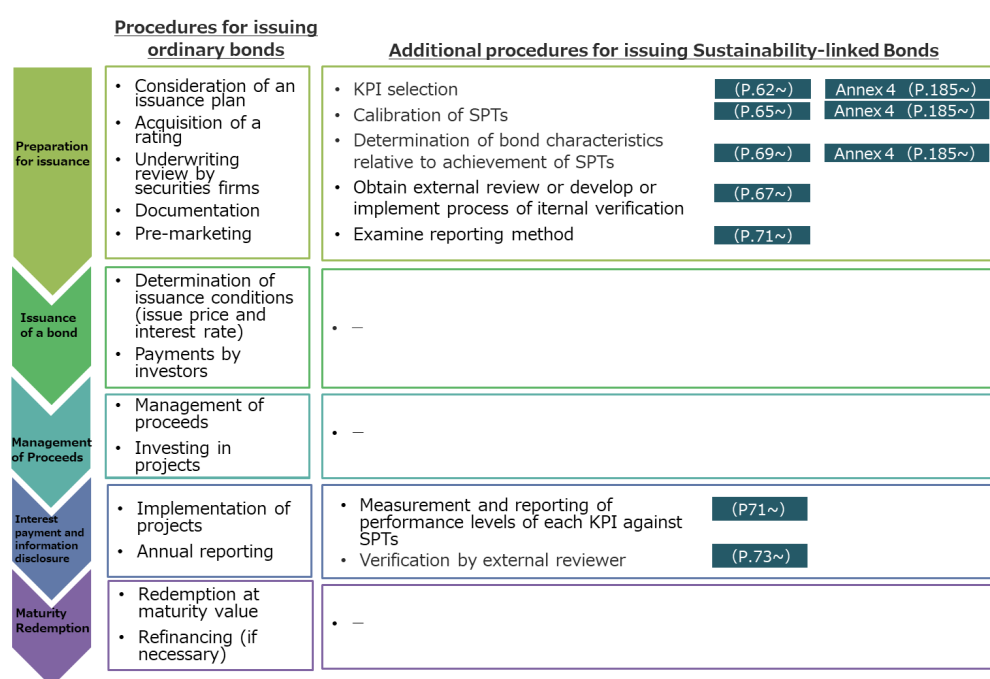 Procedures for issuing
ordinary bonds
Additional procedures for issuing Sustainability-linked Bonds
Preparation
for issuance
• Consideration of an
issuance plan
• Acquisition of a
rating
• Underwriting
review by
securities firms
• Documentation
• Pre-marketing
• KPI selection
(P.62~)
Annex 4 (P.185~)
• Calibration of SPTs
(P.65~)
Annex 4 (P.185~)
• Determination of bond characteristics
relative to achievement of SPTs
(P.69~)
Annex 4 (P.185~)
• Obtain external review or develop or
implement process of iternal verification
(P.67~)
• Examine reporting method
(P.71~)
Issuance
of a bond
• Determination of
issuance conditions
(issue price and
interest rate)
• Payments by
investors
• —
Management
of Proceeds
• Management of
proceeds
• Investing in
projects
• —
Interest
payment and
information
disclosure
• Implementation of
projects
• Annual reporting
• Measurement and reporting of
performance levels of each KPI against
SPTs
(P71~)
• Verification by external reviewer
(P.73~)
Maturity
Redemption
• Redemption at
maturity value
• Refinancing (if
necessary)
• —